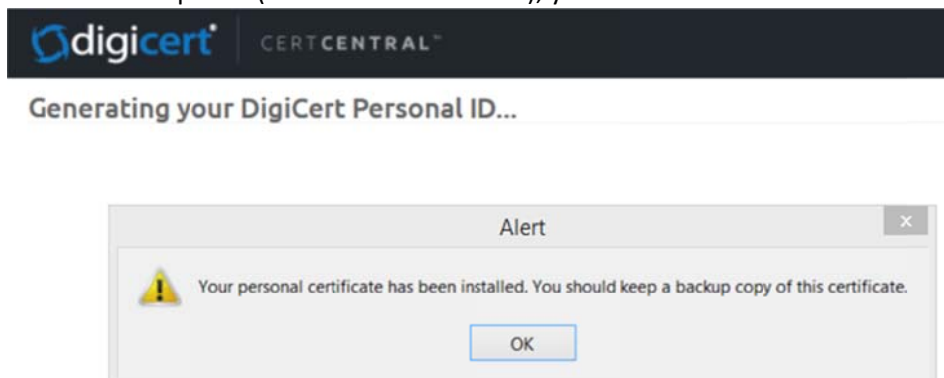 digicert CERTCENTRAL™
Generating your DigiCert Personal ID...
Alert
Your personal certificate has been installed. You should keep a backup copy of this certificate.
OK